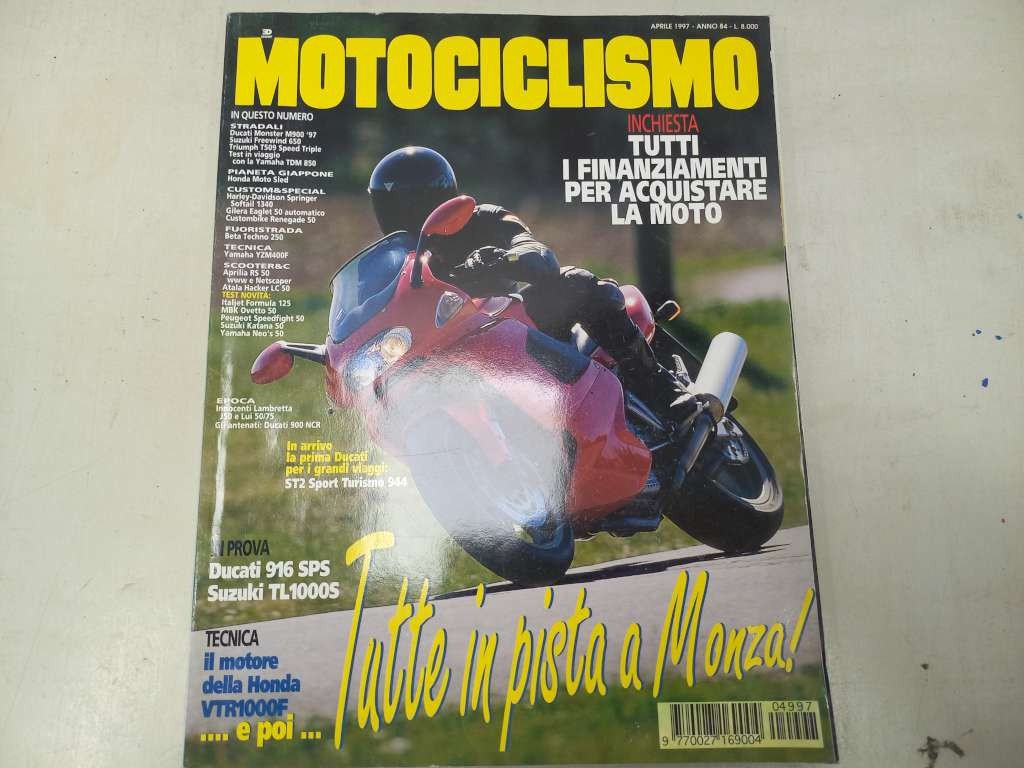 APRILE 1997 - ANNO 84 - L. 8.000
MOTOCICLISMO
IN QUESTO NUMERO
STRADALI
Ducati Monster M900 '97
Suzuki Freewind 650
Triumph T509 Speed Triple
Test in viaggio
con la Yamaha TDM 850
PIANETA GIAPPONE
Honda Moto Sled
CUSTOM&SPECIAL
Harley-Davidson Springer
Softail 1340
Gilera Eaglet 50 automatico
Custombike Renegade 50
FUORISTRADA
Beta Techno 250
TECNICA
Yamaha YZM400F
SCOOTER&C
Aprilia RS 50
www e Netscaper
Atala Hacker LC 50
TEST NOVITÀ:
Italjet Formula 125
MBK Ovetto 50
Peugeot Speedfight 50
Suzuki Katana 50
Yamaha Neo's 50
EPOCA
Innocenti Lambretta
J50 e Lui 50/75
Gli antenati: Ducati 900 NCR
INCHIESTA
TUTTI
I FINANZIAMENTI
PER ACQUISTARE
LA MOTO
In arrivo
la prima Ducati
per i grandi viaggi:
ST2 Sport Turismo 944
IN PROVA
Ducati 916 SPS
Suzuki TL1000S
Tutte in pista a Monza!
TECNICA
il motore
della Honda
VTR1000F
.... e poi ...
04997
9 770027 169004